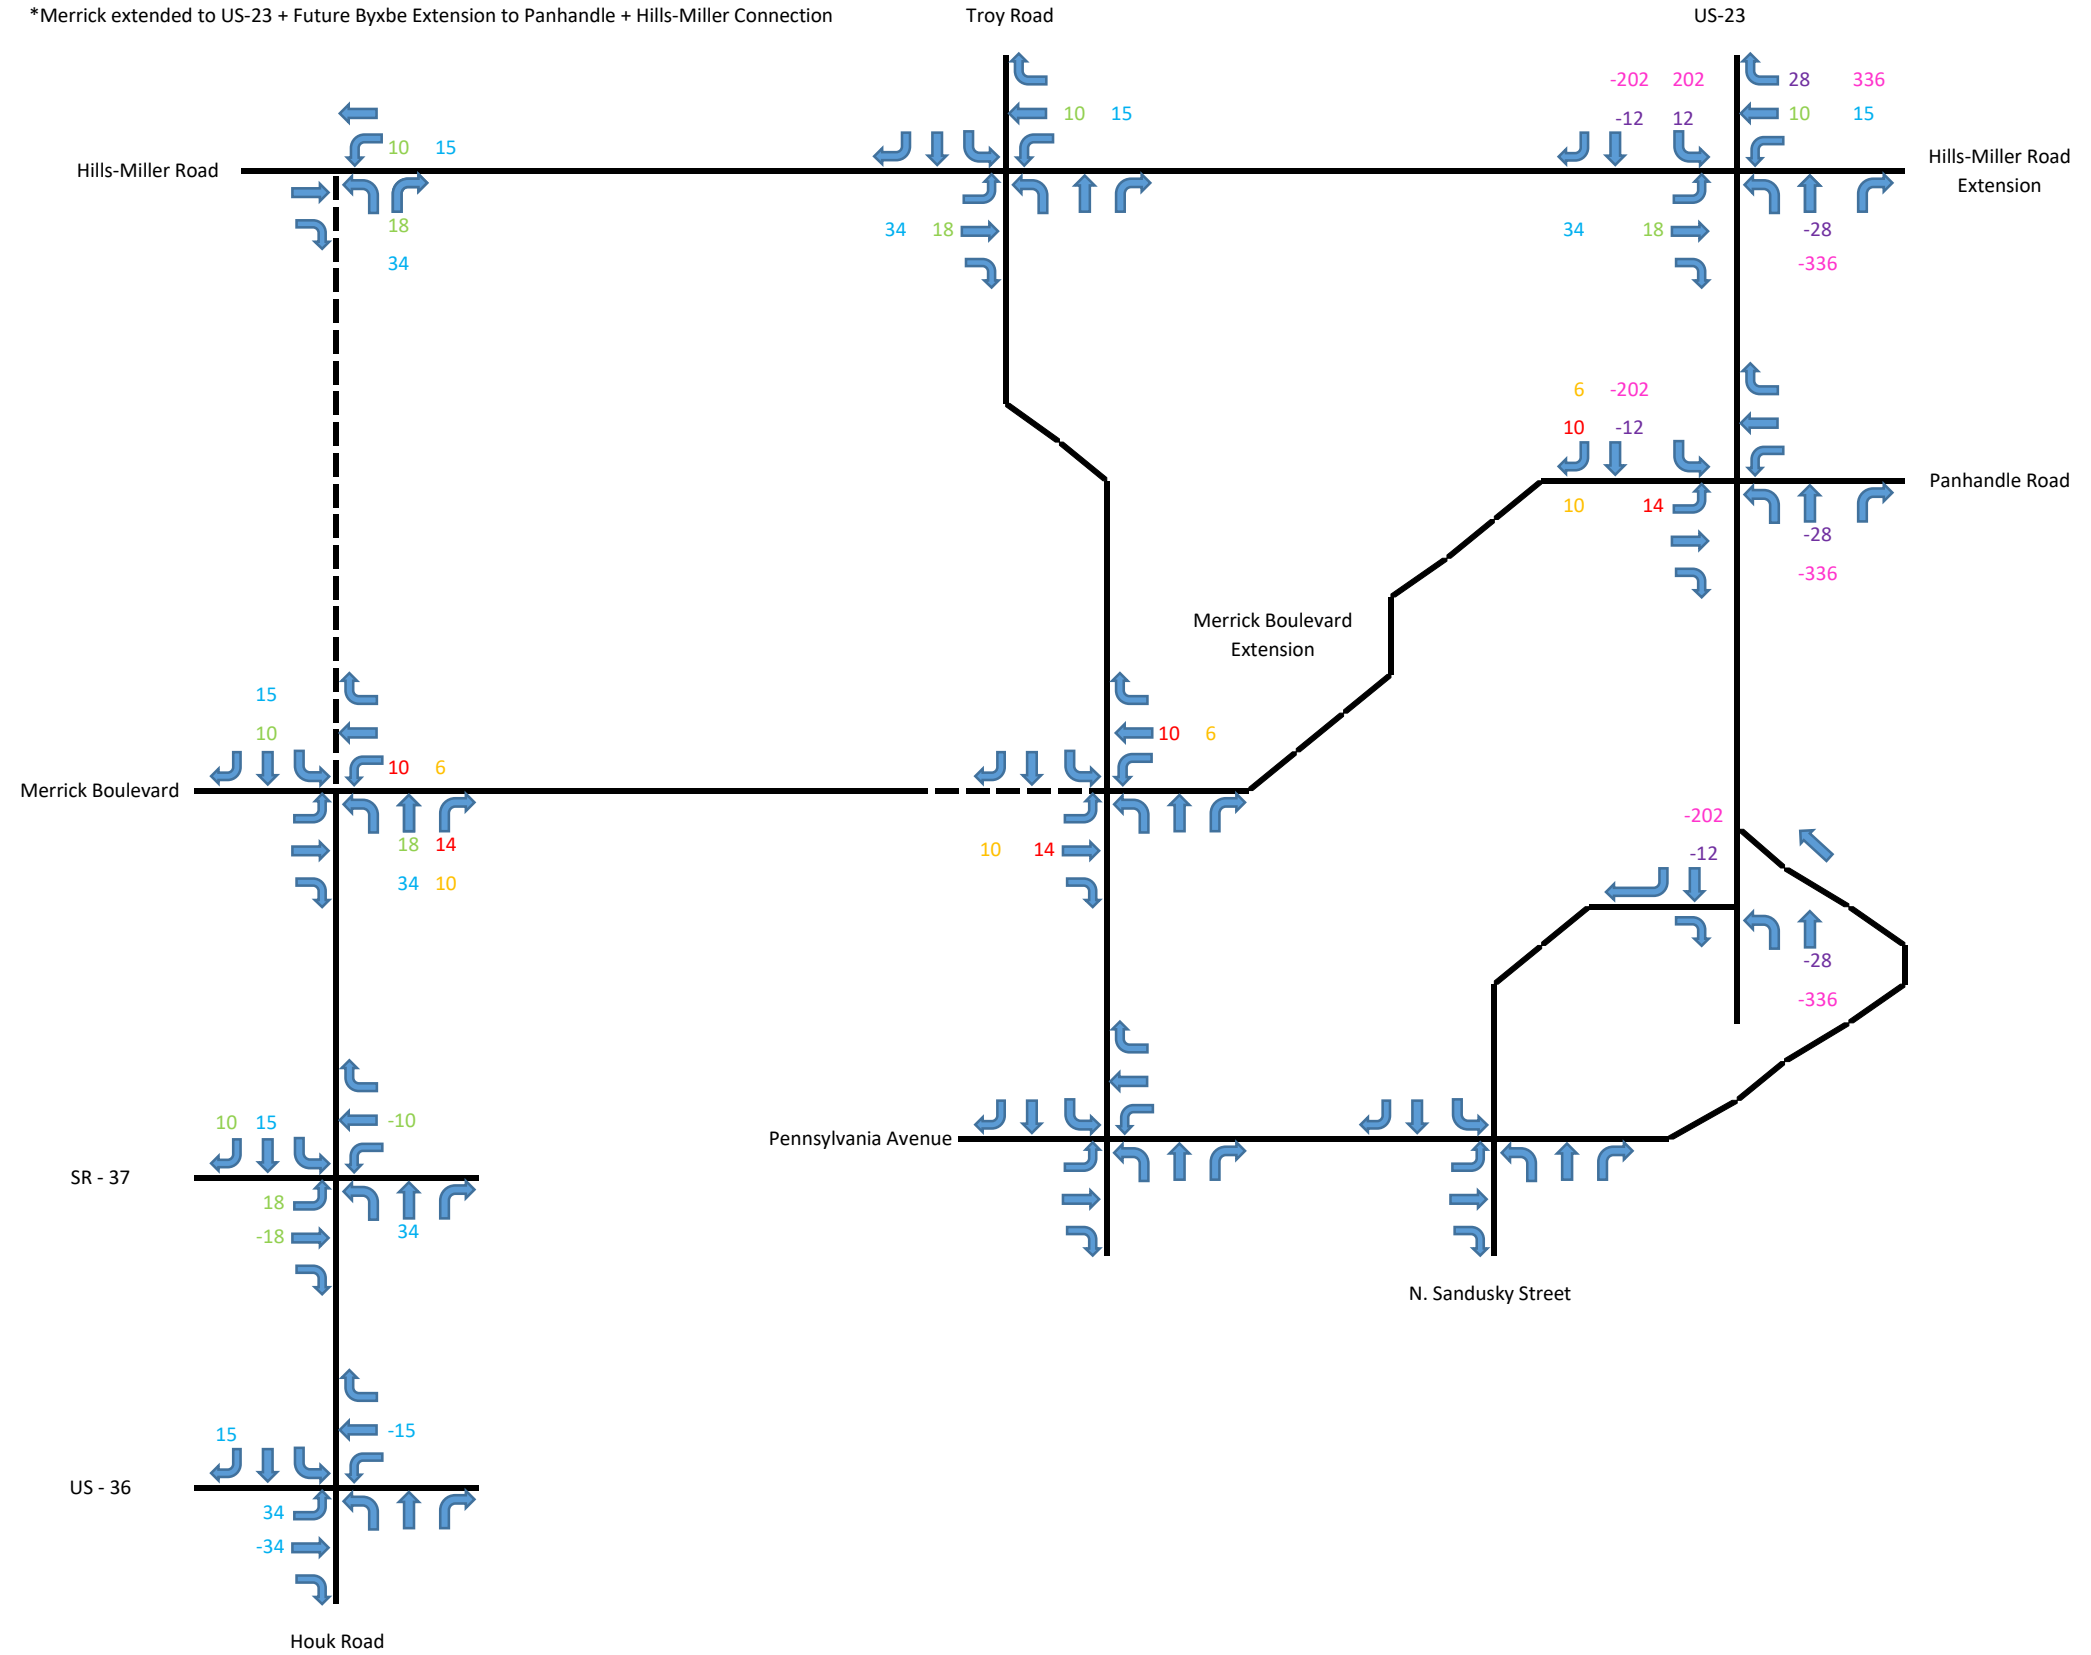 *Merrick extended to US-23 + Future Byxbe Extension to Panhandle + Hills-Miller Connection
Troy Road
US-23
-202 202 28 336
10 15 10 15
-12 12
10 15
Hills-Miller Road
Hills-Miller Road
Extension
18
34 18 34 18 -28
34 -336
6 -202
10 -12
Panhandle Road
10 14
-28
-336
Merrick Boulevard
Extension
15
10
10 6
10 6
Merrick Boulevard
-202
18 14
10 14
-12
34 10
-28
-336
10 15 -10
Pennsylvania Avenue
SR - 37
18
34
-18
N. Sandusky Street
15 -15
US - 36
34
-34
Houk Road